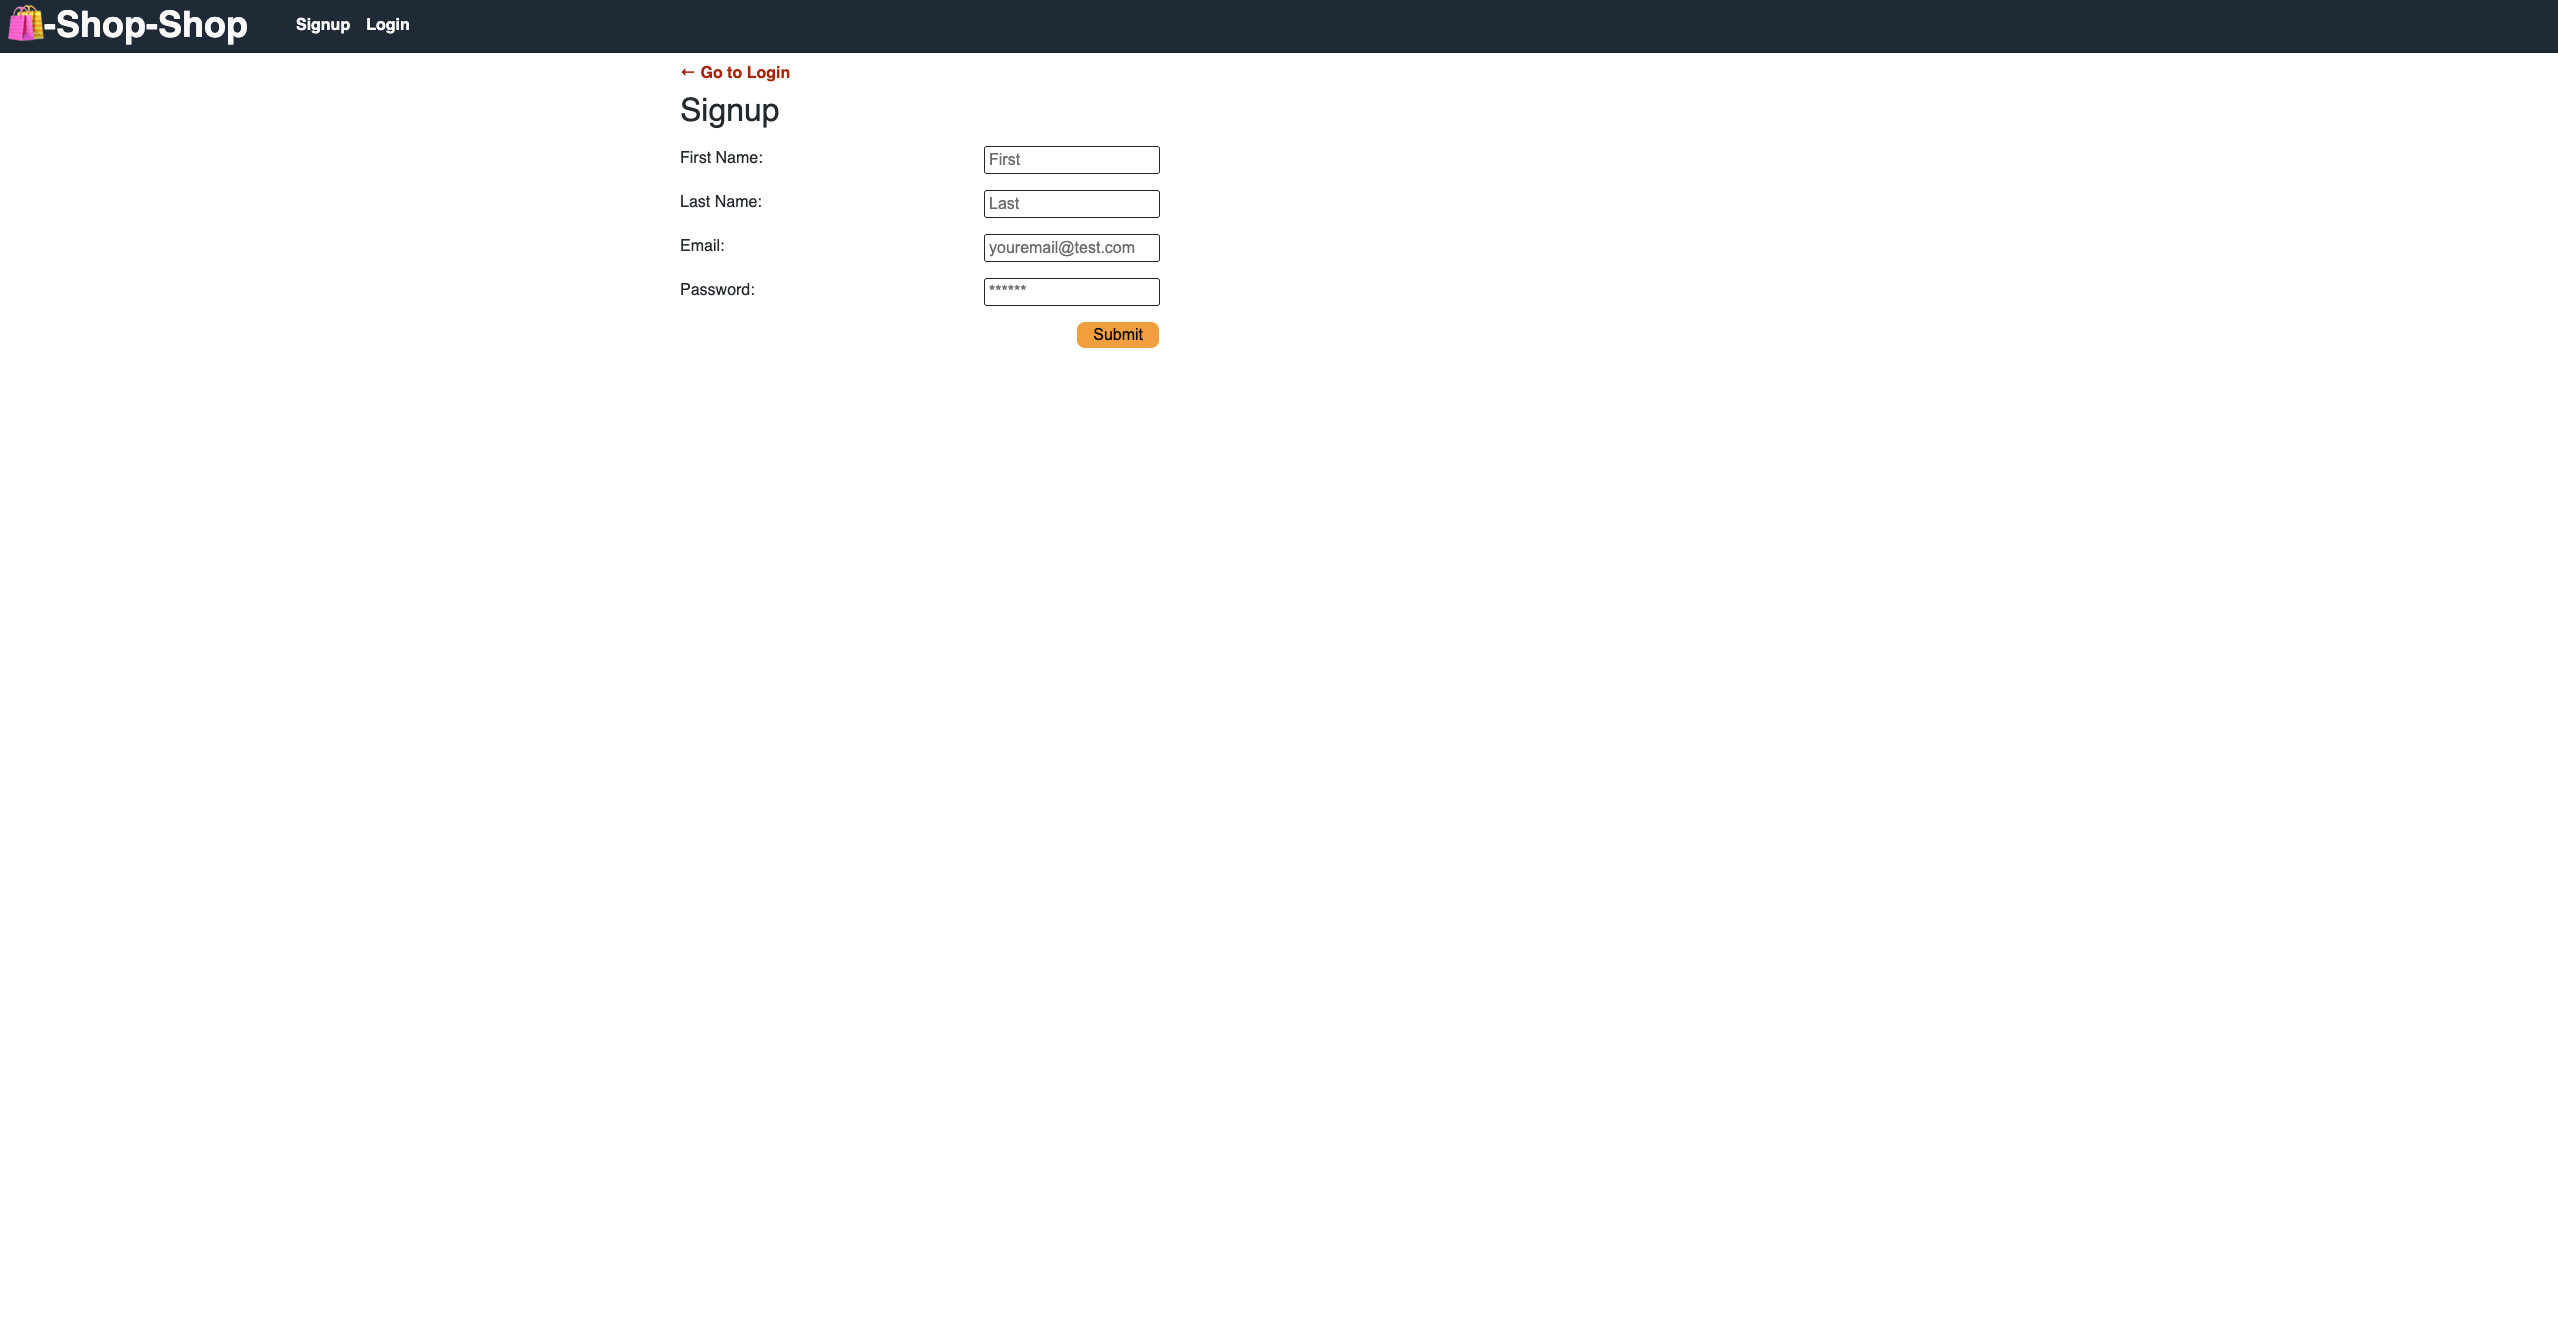 🛍️-Shop-Shop Signup Login
← Go to Login
Signup
First Name: First
Last Name: Last
Email: youremail@test.com
Password: ******
Submit